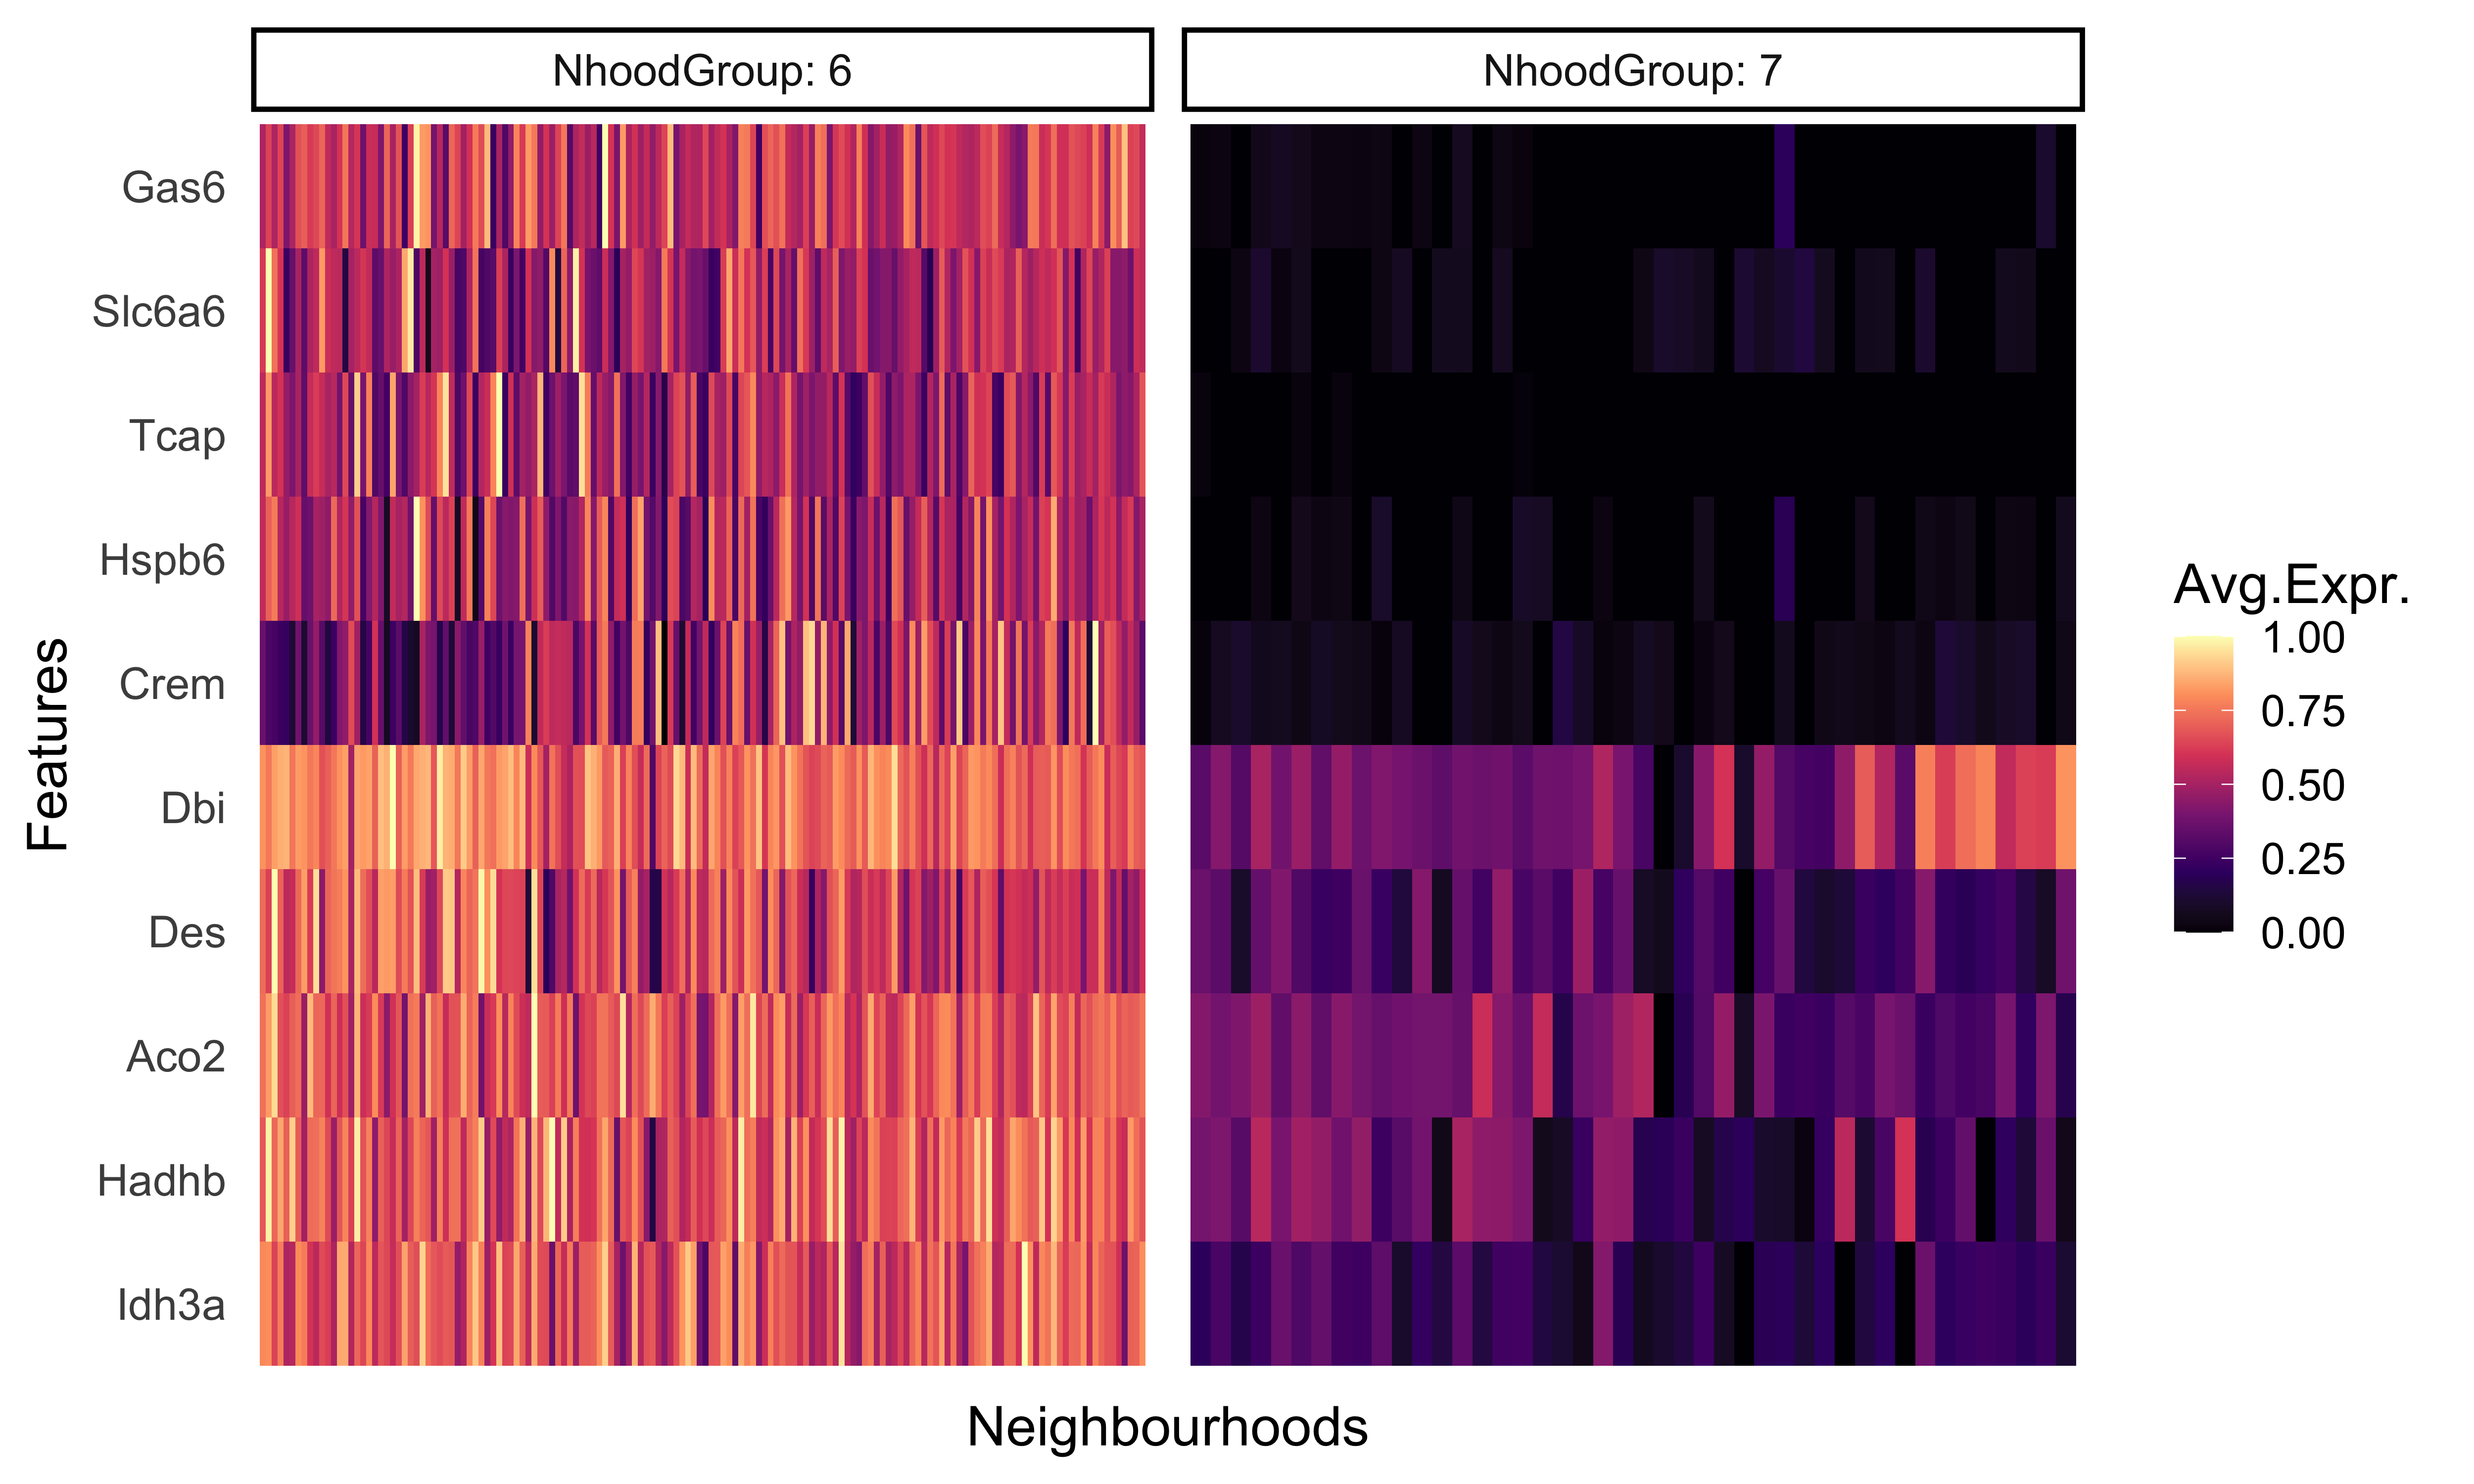 NhoodGroup: 6
NhoodGroup: 7
Gas6
Slc6a6
Tcap
Hspb6
Crem
Dbi
Des
Aco2
Hadhb
Idh3a
Features
Neighbourhoods
Avg.Expr.
1.00
0.75
0.50
0.25
0.00